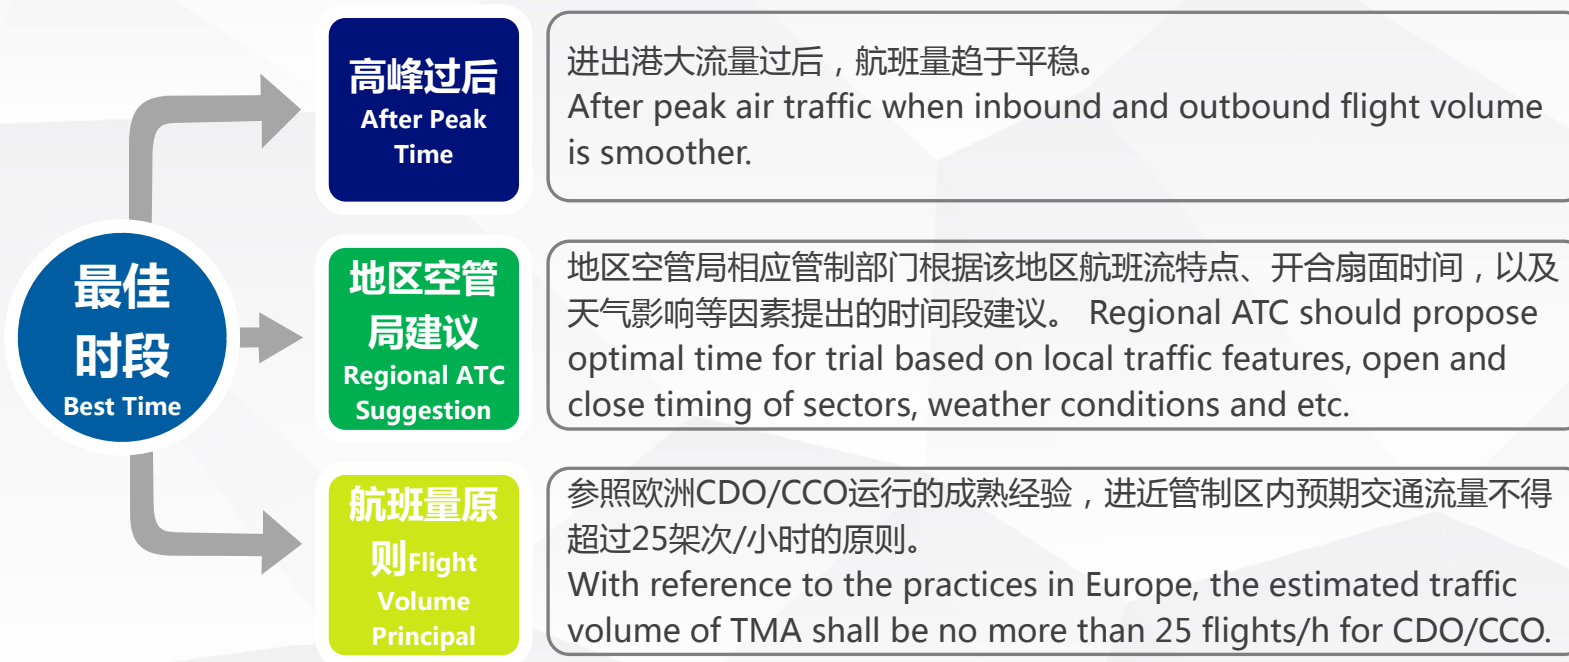 最佳
时段
Best Time
高峰过后
After Peak
Time
进出港大流量过后，航班量趋于平稳。
After peak air traffic when inbound and outbound flight volume
is smoother.
地区空管
局建议
Regional ATC
Suggestion
地区空管局相应管制部门根据该地区航班流特点、开合扇面时间，以及
天气影响等因素提出的时间段建议。 Regional ATC should propose
optimal time for trial based on local traffic features, open and
close timing of sectors, weather conditions and etc.
航班量原
则Flight
Volume
Principal
参照欧洲CDO/CCO运行的成熟经验，进近管制区内预期交通流量不得
超过25架次/小时的原则。
With reference to the practices in Europe, the estimated traffic
volume of TMA shall be no more than 25 flights/h for CDO/CCO.